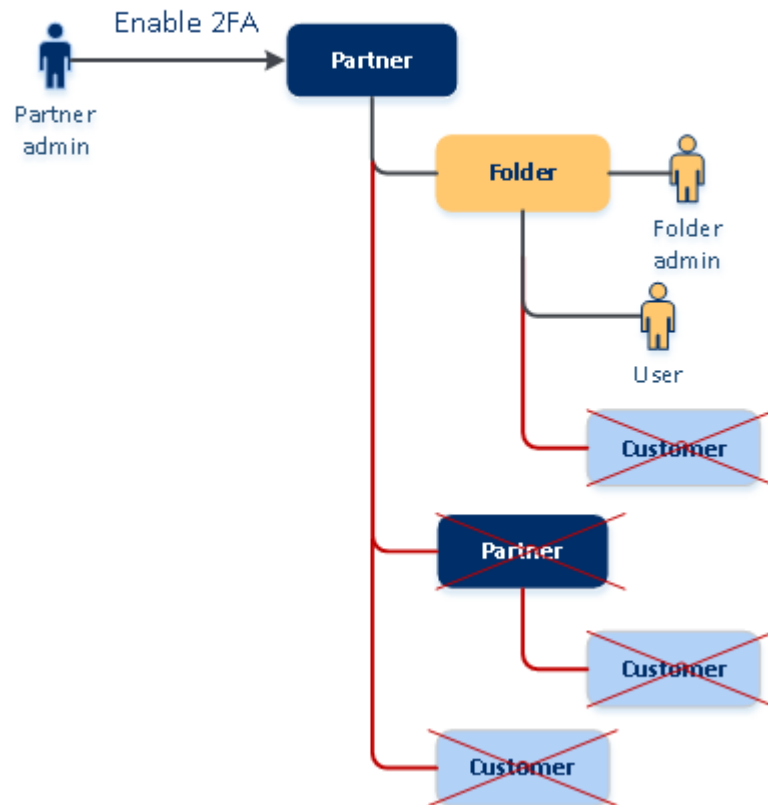 Enable 2FA
Partner
Partner
admin
Folder
Folder
admin
User
Customer
Partner
Customer
Customer